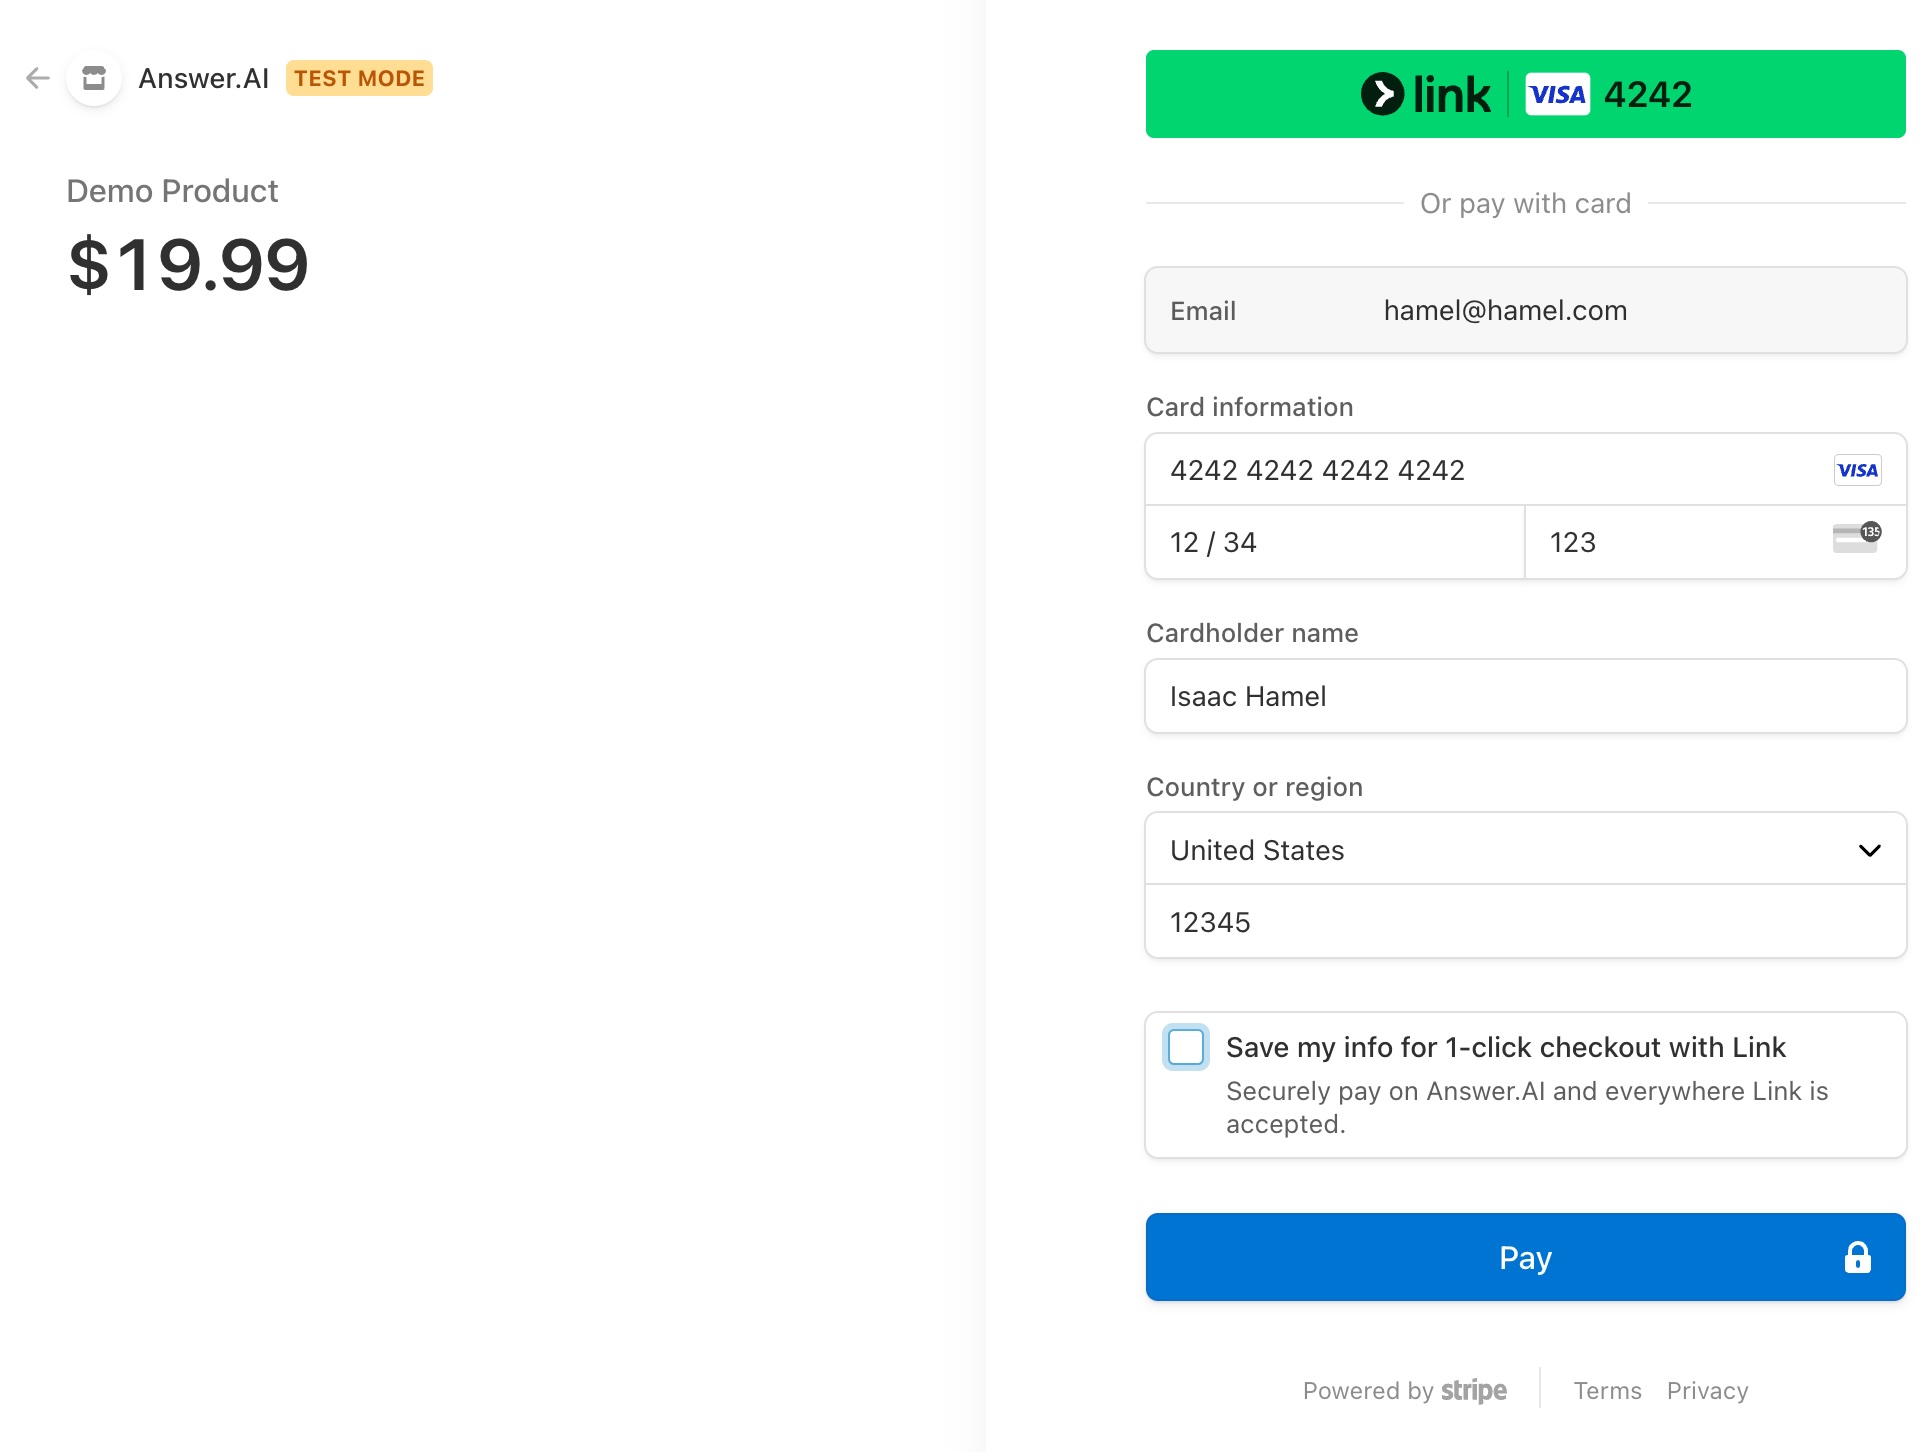 Answer.AI TEST MODE
Demo Product
$19.99
link VISA 4242
Or pay with card
Email hamel@hamel.com
Card information
4242 4242 4242 4242 VISA
12 / 34 123 135
Cardholder name
Isaac Hamel
Country or region
United States
12345
Save my info for 1-click checkout with Link
Securely pay on Answer.AI and everywhere Link is
accepted.
Pay
Powered by stripe Terms Privacy